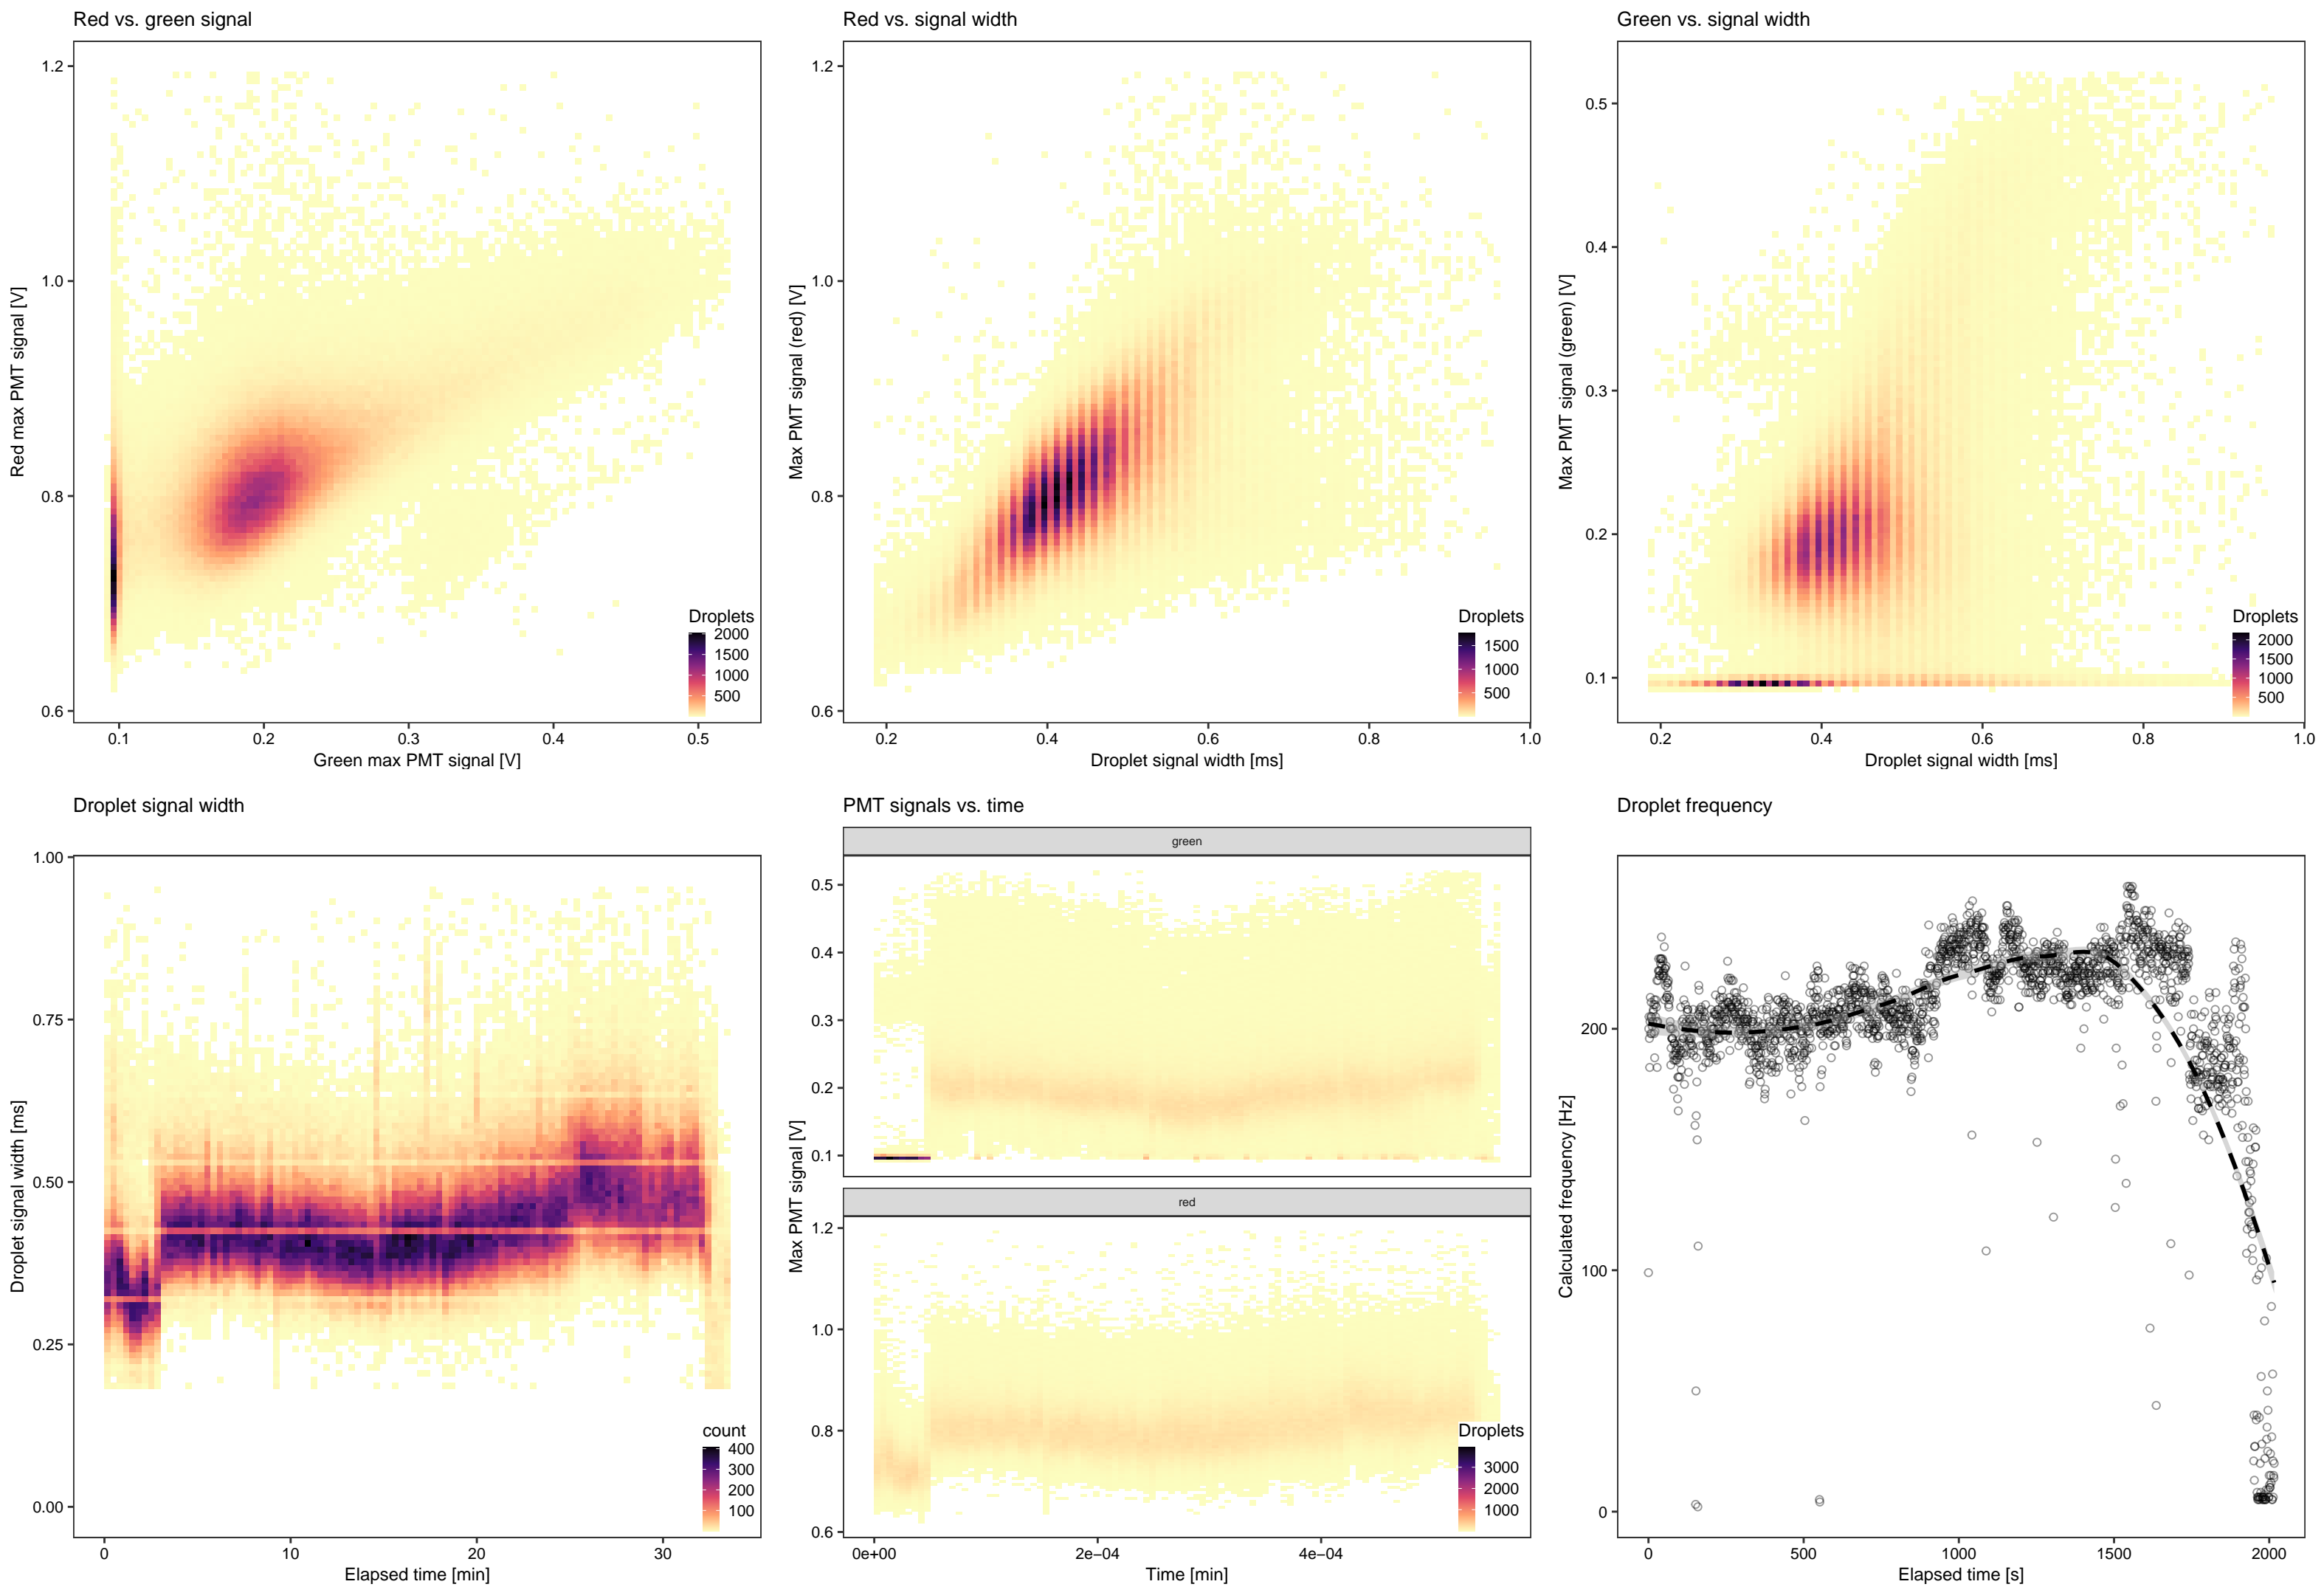 Red vs. green signal
Red max PMT signal [V]
1.2
1.0
0.8
0.6
0.1
0.2
0.3
0.4
0.5
Green max PMT signal [V]
Droplets
2000
1500
1000
500
Red vs. signal width
Max PMT signal (red) [V]
1.2
1.0
0.8
0.6
0.2
0.4
0.6
0.8
1.0
Droplet signal width [ms]
Droplets
1500
1000
500
Green vs. signal width
Max PMT signal (green) [V]
0.5
0.4
0.3
0.2
0.1
0.2
0.4
0.6
0.8
1.0
Droplet signal width [ms]
Droplets
2000
1500
1000
500
Droplet signal width
Droplet signal width [ms]
1.00
0.75
0.50
0.25
0.00
0
10
20
30
Elapsed time [min]
count
400
300
200
100
PMT signals vs. time
Max PMT signal [V]
green
0.5
0.4
0.3
0.2
0.1
red
1.2
1.0
0.8
0.6
0e+00
2e−04
4e−04
Time [min]
Droplets
3000
2000
1000
Droplet frequency
Calculated frequency [Hz]
200
100
0
0
500
1000
1500
2000
Elapsed time [s]